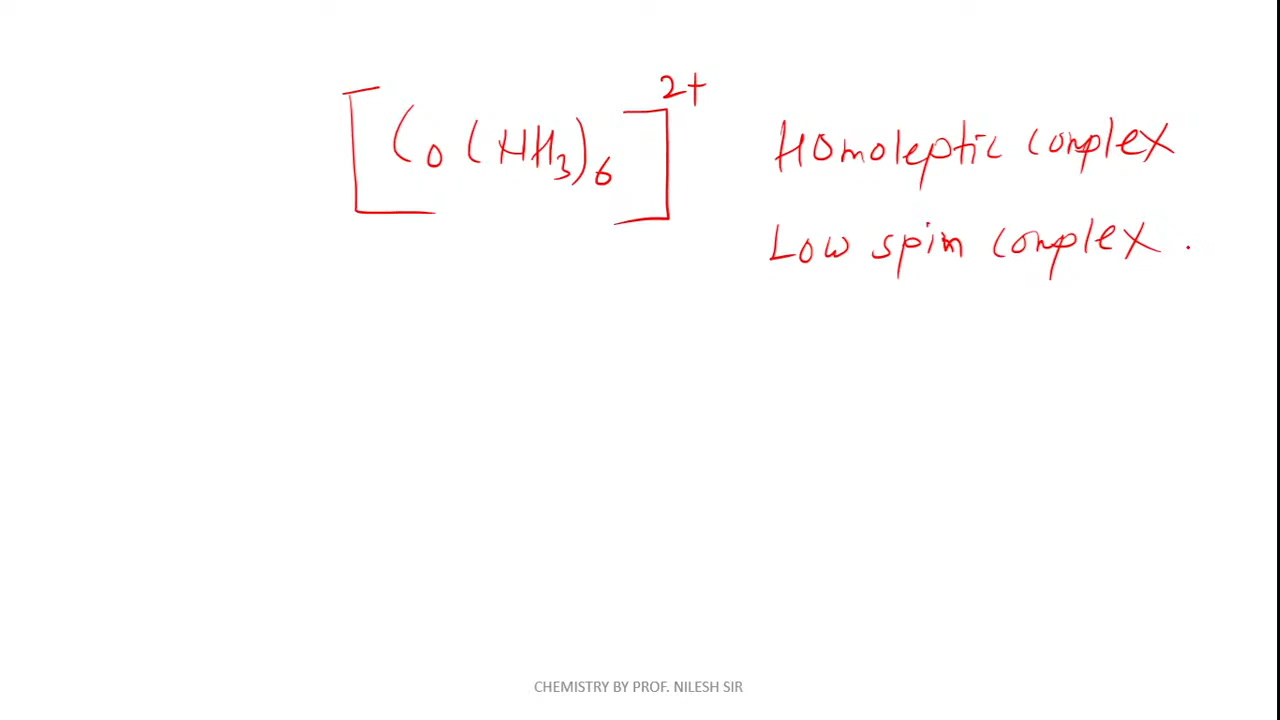 [Co(NH3)6]2+ Homoleptic complex
Low spin complex.
CHEMISTRY BY PROF. NILESH SIR